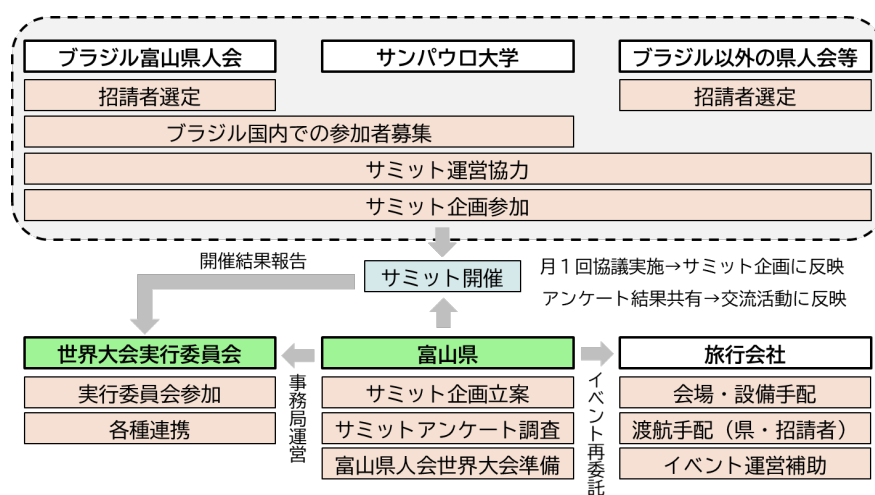 ブラジル富山県人会
サンパウロ大学
ブラジル以外の県人会等
招請者選定
招請者選定
ブラジル国内での参加者募集
サミット運営協力
サミット企画参加
開催結果報告
サミット開催
月１回協議実施→サミット企画に反映
アンケート結果共有→交流活動に反映
世界大会実行委員会
富山県
旅行会社
事務局運営
イベント再委託
実行委員会参加
サミット企画立案
会場・設備手配
各種連携
サミットアンケート調査
渡航手配（県・招請者）
富山県人会世界大会準備
イベント運営補助